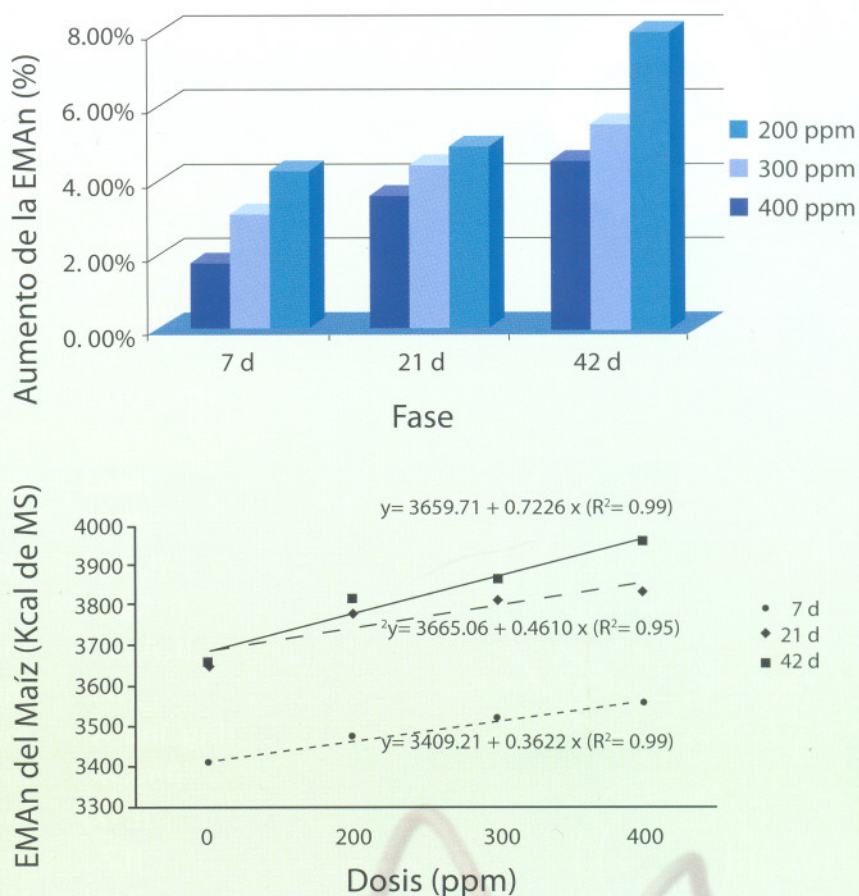 Aumento de la EMAn (%)
8.00%
6.00%
4.00%
2.00%
0.00%
7 d
21 d
42 d
Fase
200 ppm
300 ppm
400 ppm
EMAn del Maíz (Kcal de MS)
4000
3900
3800
3700
3600
3500
3400
3300
y= 3659.71 + 0.7226 x (R²= 0.99)
²y= 3665.06 + 0.4610 x (R²= 0.95)
y= 3409.21 + 0.3622 x (R²= 0.99)
7 d
21 d
42 d
0
200
300
400
Dosis (ppm)